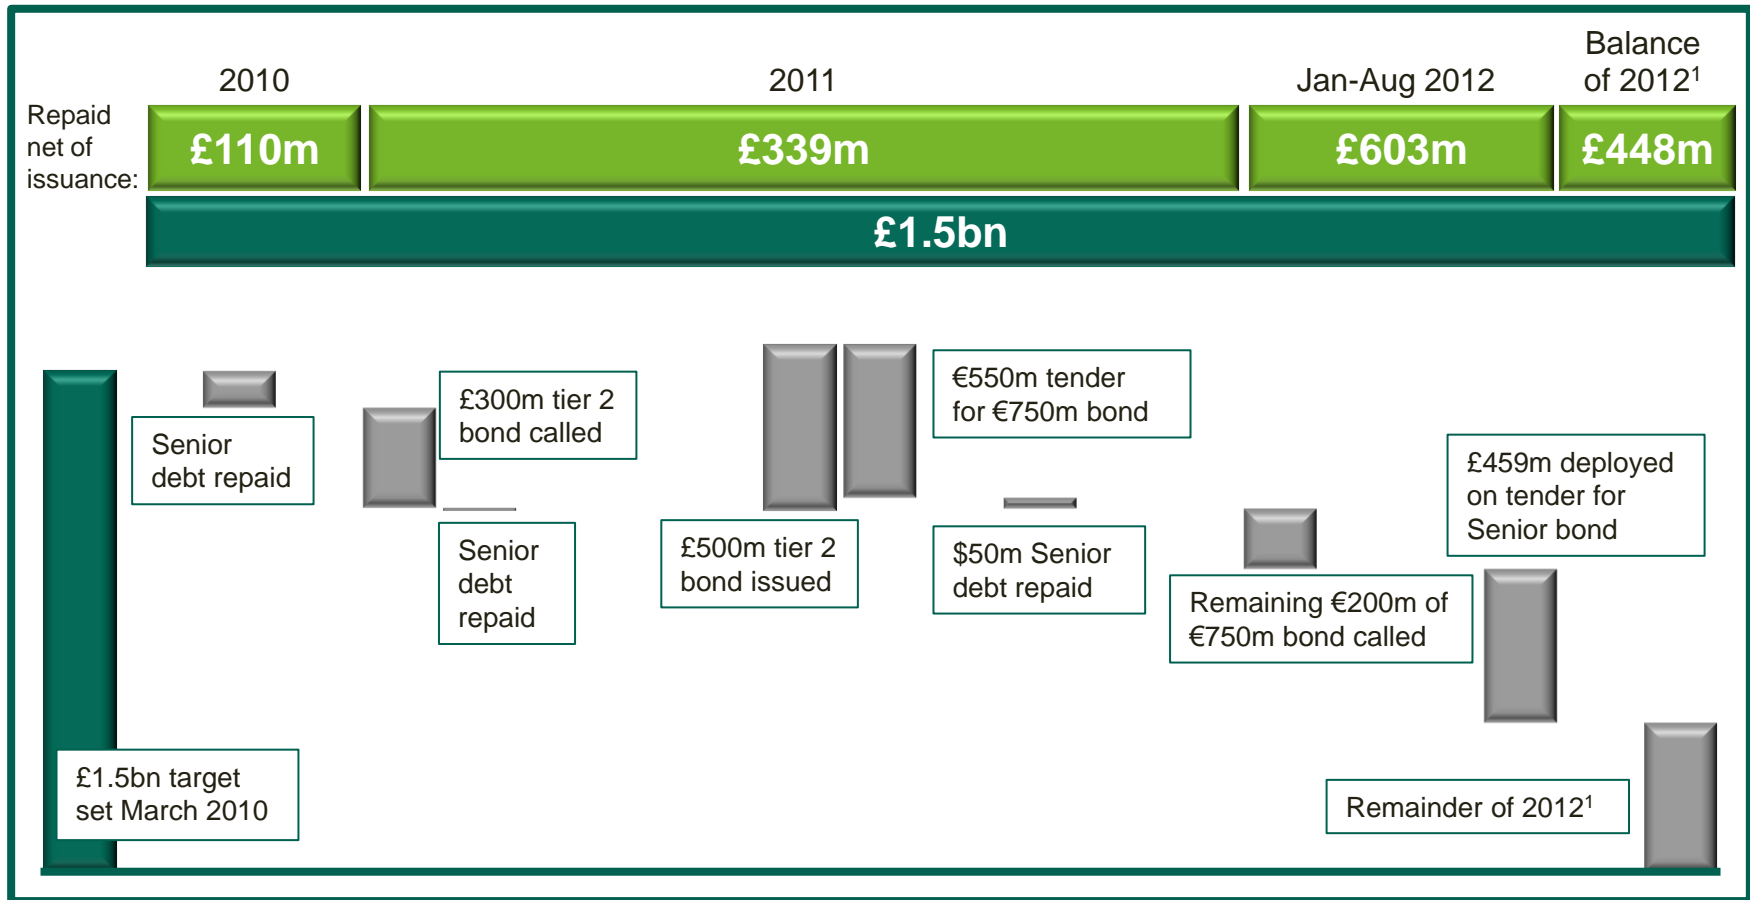 2010
2011
Jan-Aug 2012
Balance
of 2012¹
Repaid
net of
issuance:
£110m
£339m
£603m
£448m
£1.5bn
Senior
debt repaid
£300m tier 2
bond called
Senior
debt
repaid
£500m tier 2
bond issued
€550m tender
for €750m bond
$50m Senior
debt repaid
Remaining €200m of
€750m bond called
£459m deployed
on tender for
Senior bond
£1.5bn target
set March 2010
Remainder of 2012¹